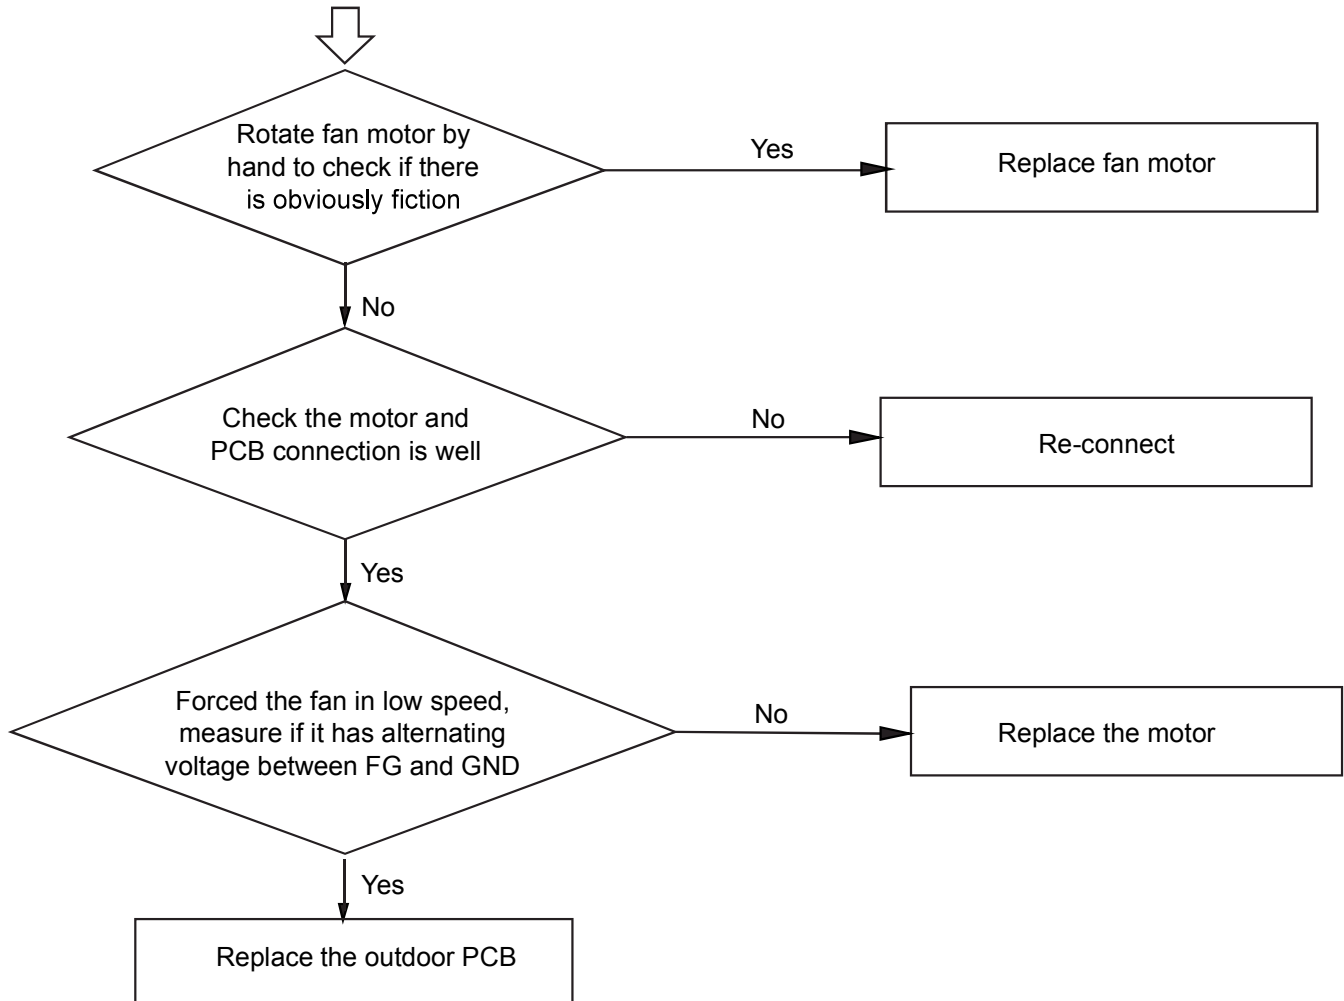 Rotate fan motor by
hand to check if there
is obviously fiction
Yes
Replace fan motor
No
Check the motor and
PCB connection is well
No
Re-connect
Yes
Forced the fan in low speed,
measure if it has alternating
voltage between FG and GND
No
Replace the motor
Yes
Replace the outdoor PCB